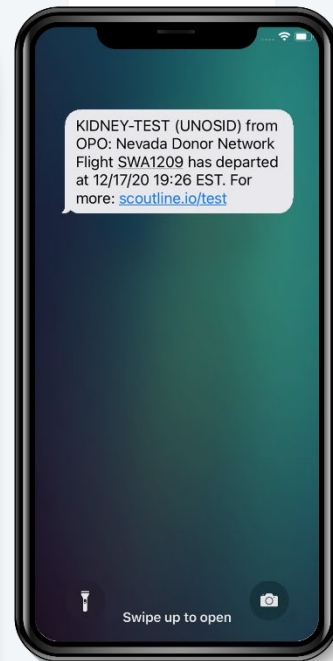 KIDNEY-TEST (UNOSID) from
OPO: Nevada Donor Network
Flight SWA1209 has departed
at 12/17/20 19:26 EST. For
more: scoutline.io/test
Swipe up to open